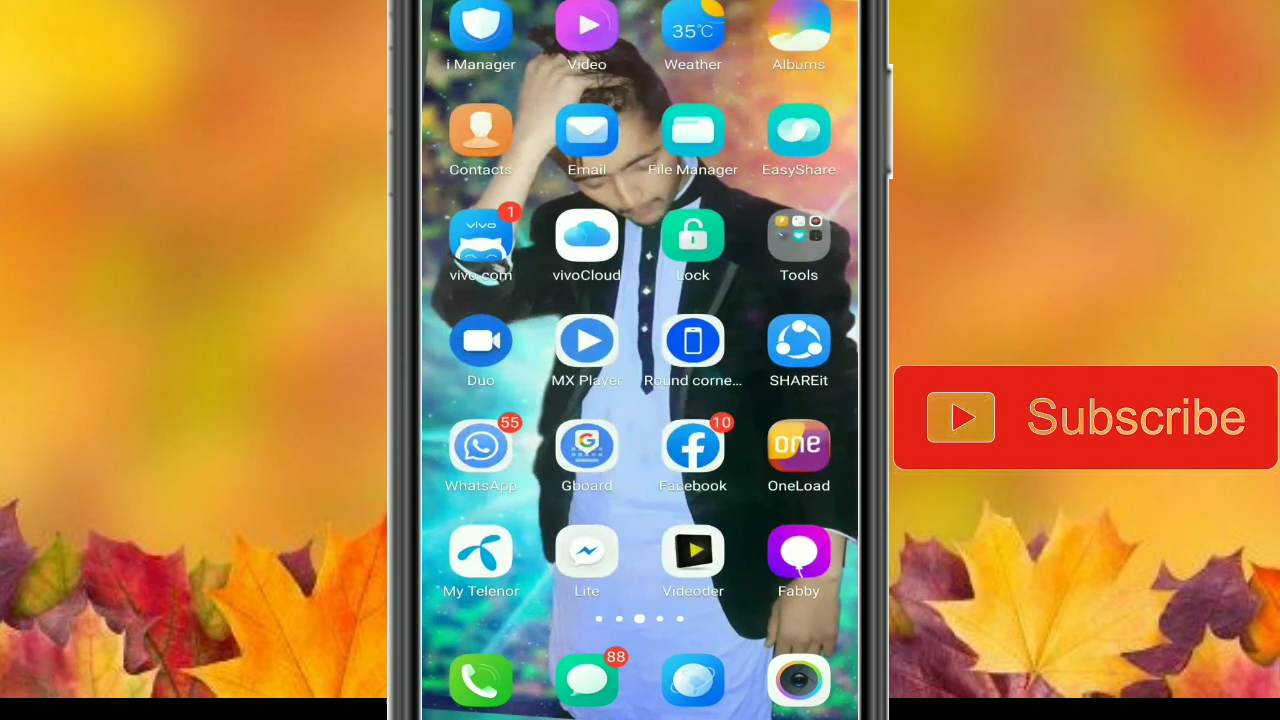 35°C
i Manager Video Weather Albums
Contacts Email File Manager EasyShare
1
vivo
vivo.com vivoCloud Lock Tools
Duo MX Player Round corne... SHAREit
Subscribe
55 10
one
WhatsApp Gboard Facebook OneLoad
My Telenor Lite Videoder Fabby
88